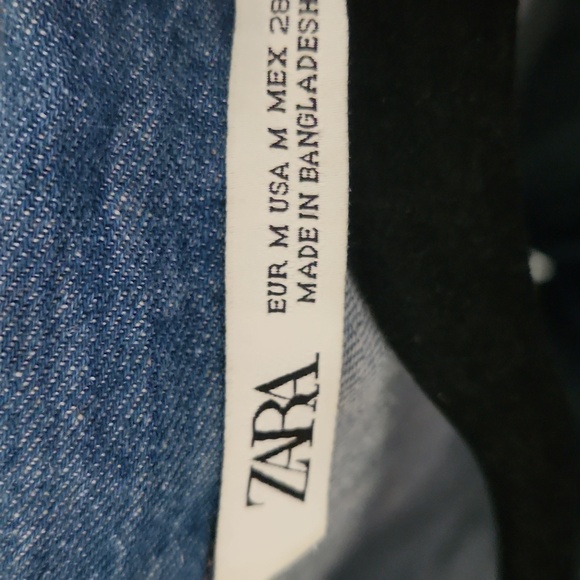 ZARA
EUR M USA M MEX 28
MADE IN BANGLADESH